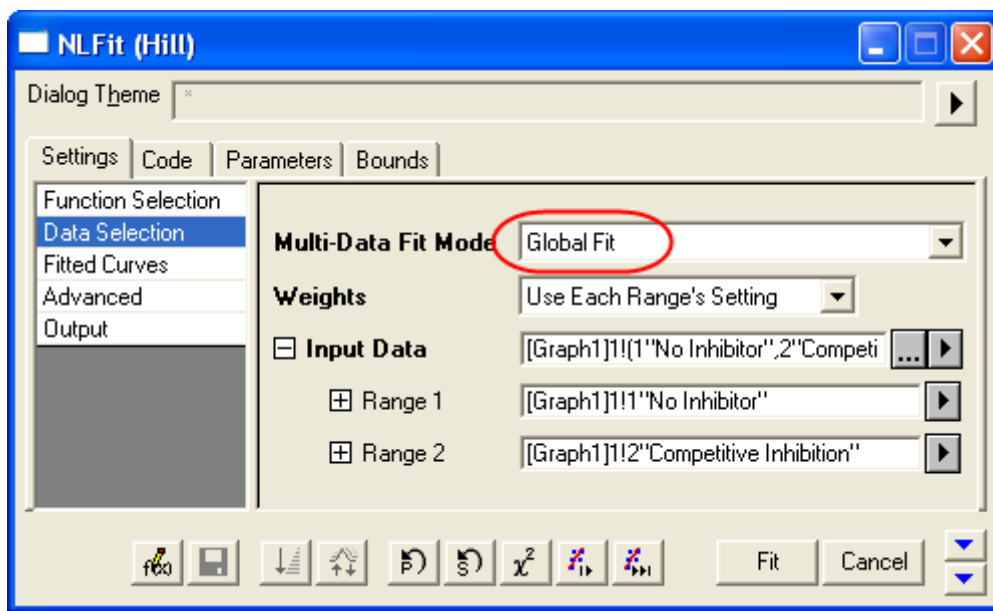 NLFit (Hill)
Dialog Theme *
Settings Code Parameters Bounds
Function Selection
Data Selection
Fitted Curves
Advanced
Output
Multi-Data Fit Mode Global Fit
Weights Use Each Range's Setting
Input Data [Graph1]1!(1"No Inhibitor",2"Competi ...
Range 1 [Graph1]1!1"No Inhibitor"
Range 2 [Graph1]1!2"Competitive Inhibition"
f(x) P S χ² Fit Cancel